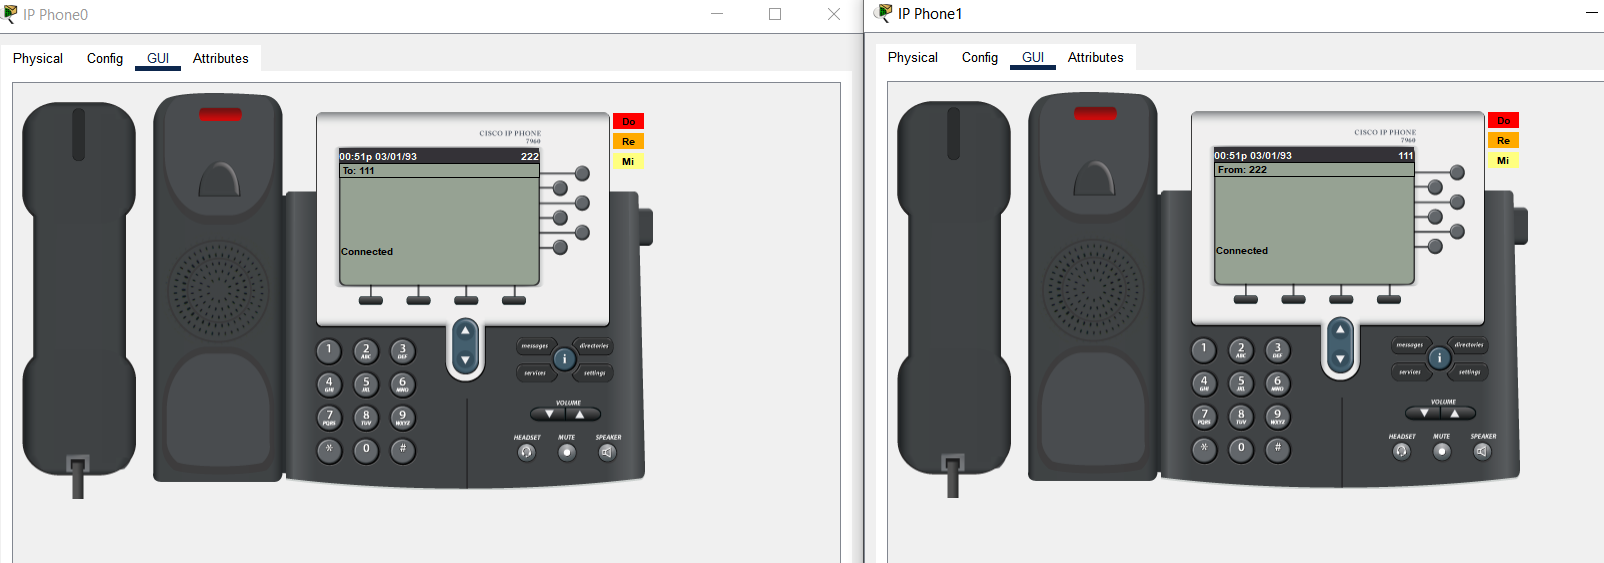 IP Phone0
Physical Config GUI Attributes
CISCO IP PHONE
7960
Do
Re
Mi
00:51p 03/01/93 222
To: 111
Connected
1 2 ABC 3 DEF
4 GHI 5 JKL 6 MNO
7 PQRS 8 TUV 9 WXYZ
* 0 #
messages directories
i
services settings
VOLUME
HEADSET MUTE SPEAKER
IP Phone1
Physical Config GUI Attributes
CISCO IP PHONE
7960
Do
Re
Mi
00:51p 03/01/93 111
From: 222
Connected
1 2 ABC 3 DEF
4 GHI 5 JKL 6 MNO
7 PQRS 8 TUV 9 WXYZ
* 0 #
messages directories
i
services settings
VOLUME
HEADSET MUTE SPEAKER